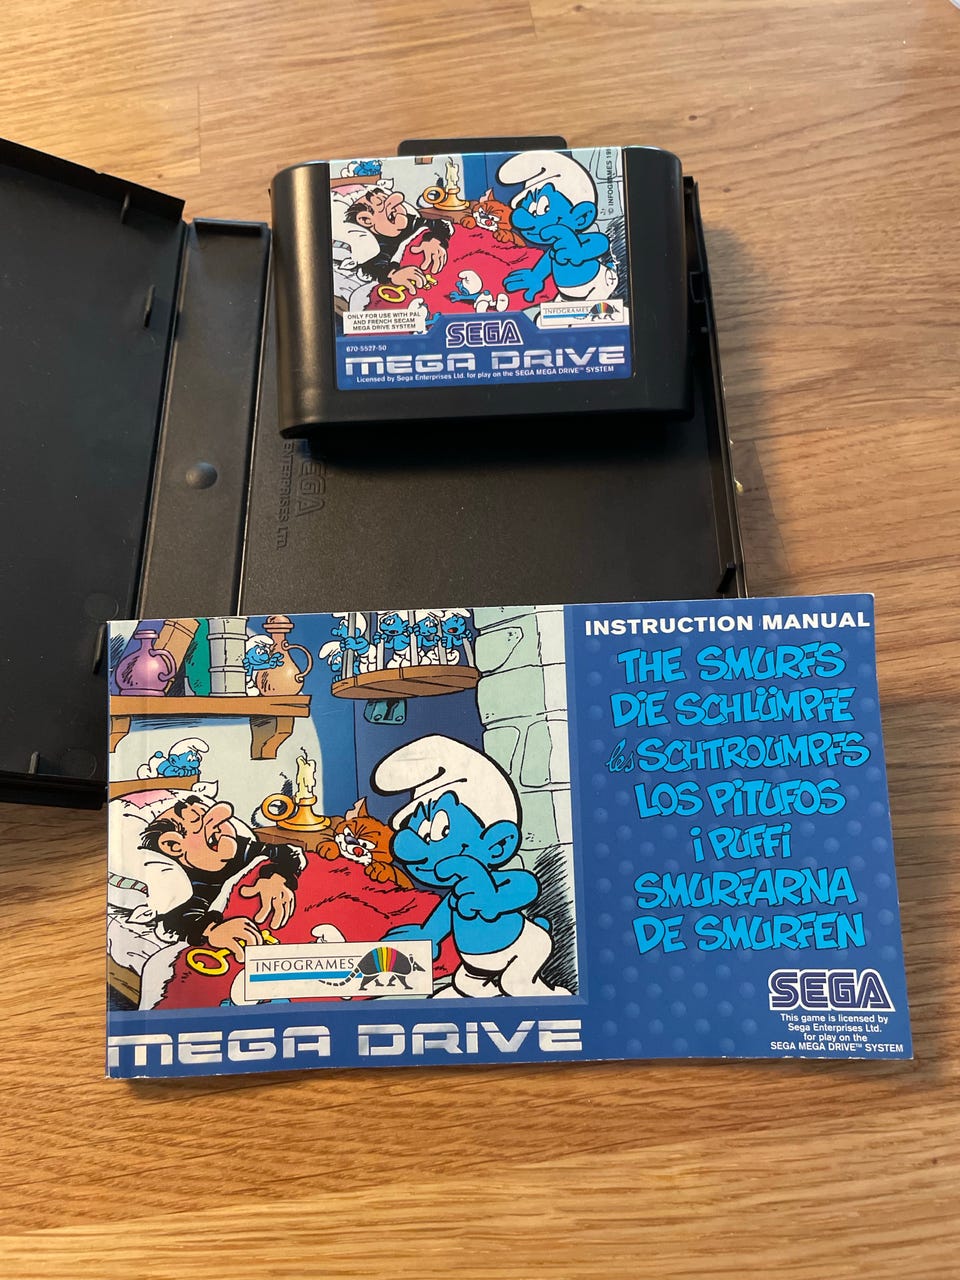 © INFOGRAMES
ONLY FOR USE WITH PAL
AND FRENCH SECAM
MEGA DRIVE SYSTEM
INFOGRAMES
SEGA
670-5527-50
MEGA DRIVE
Licensed by Sega Enterprises Ltd. for play on the SEGA MEGA DRIVE™ SYSTEM
SEGA
ENTERPRISES LTD.
INSTRUCTION MANUAL
THE SMURFS
DIE SCHLÜMPFE
les SCHTROUMPFS
LOS PiTUFOS
i PUFFi
SMURFARNA
DE SMURFEN
INFOGRAMES
MEGA DRIVE
SEGA
This game is licensed by
Sega Enterprises Ltd.
for play on the
SEGA MEGA DRIVE™ SYSTEM